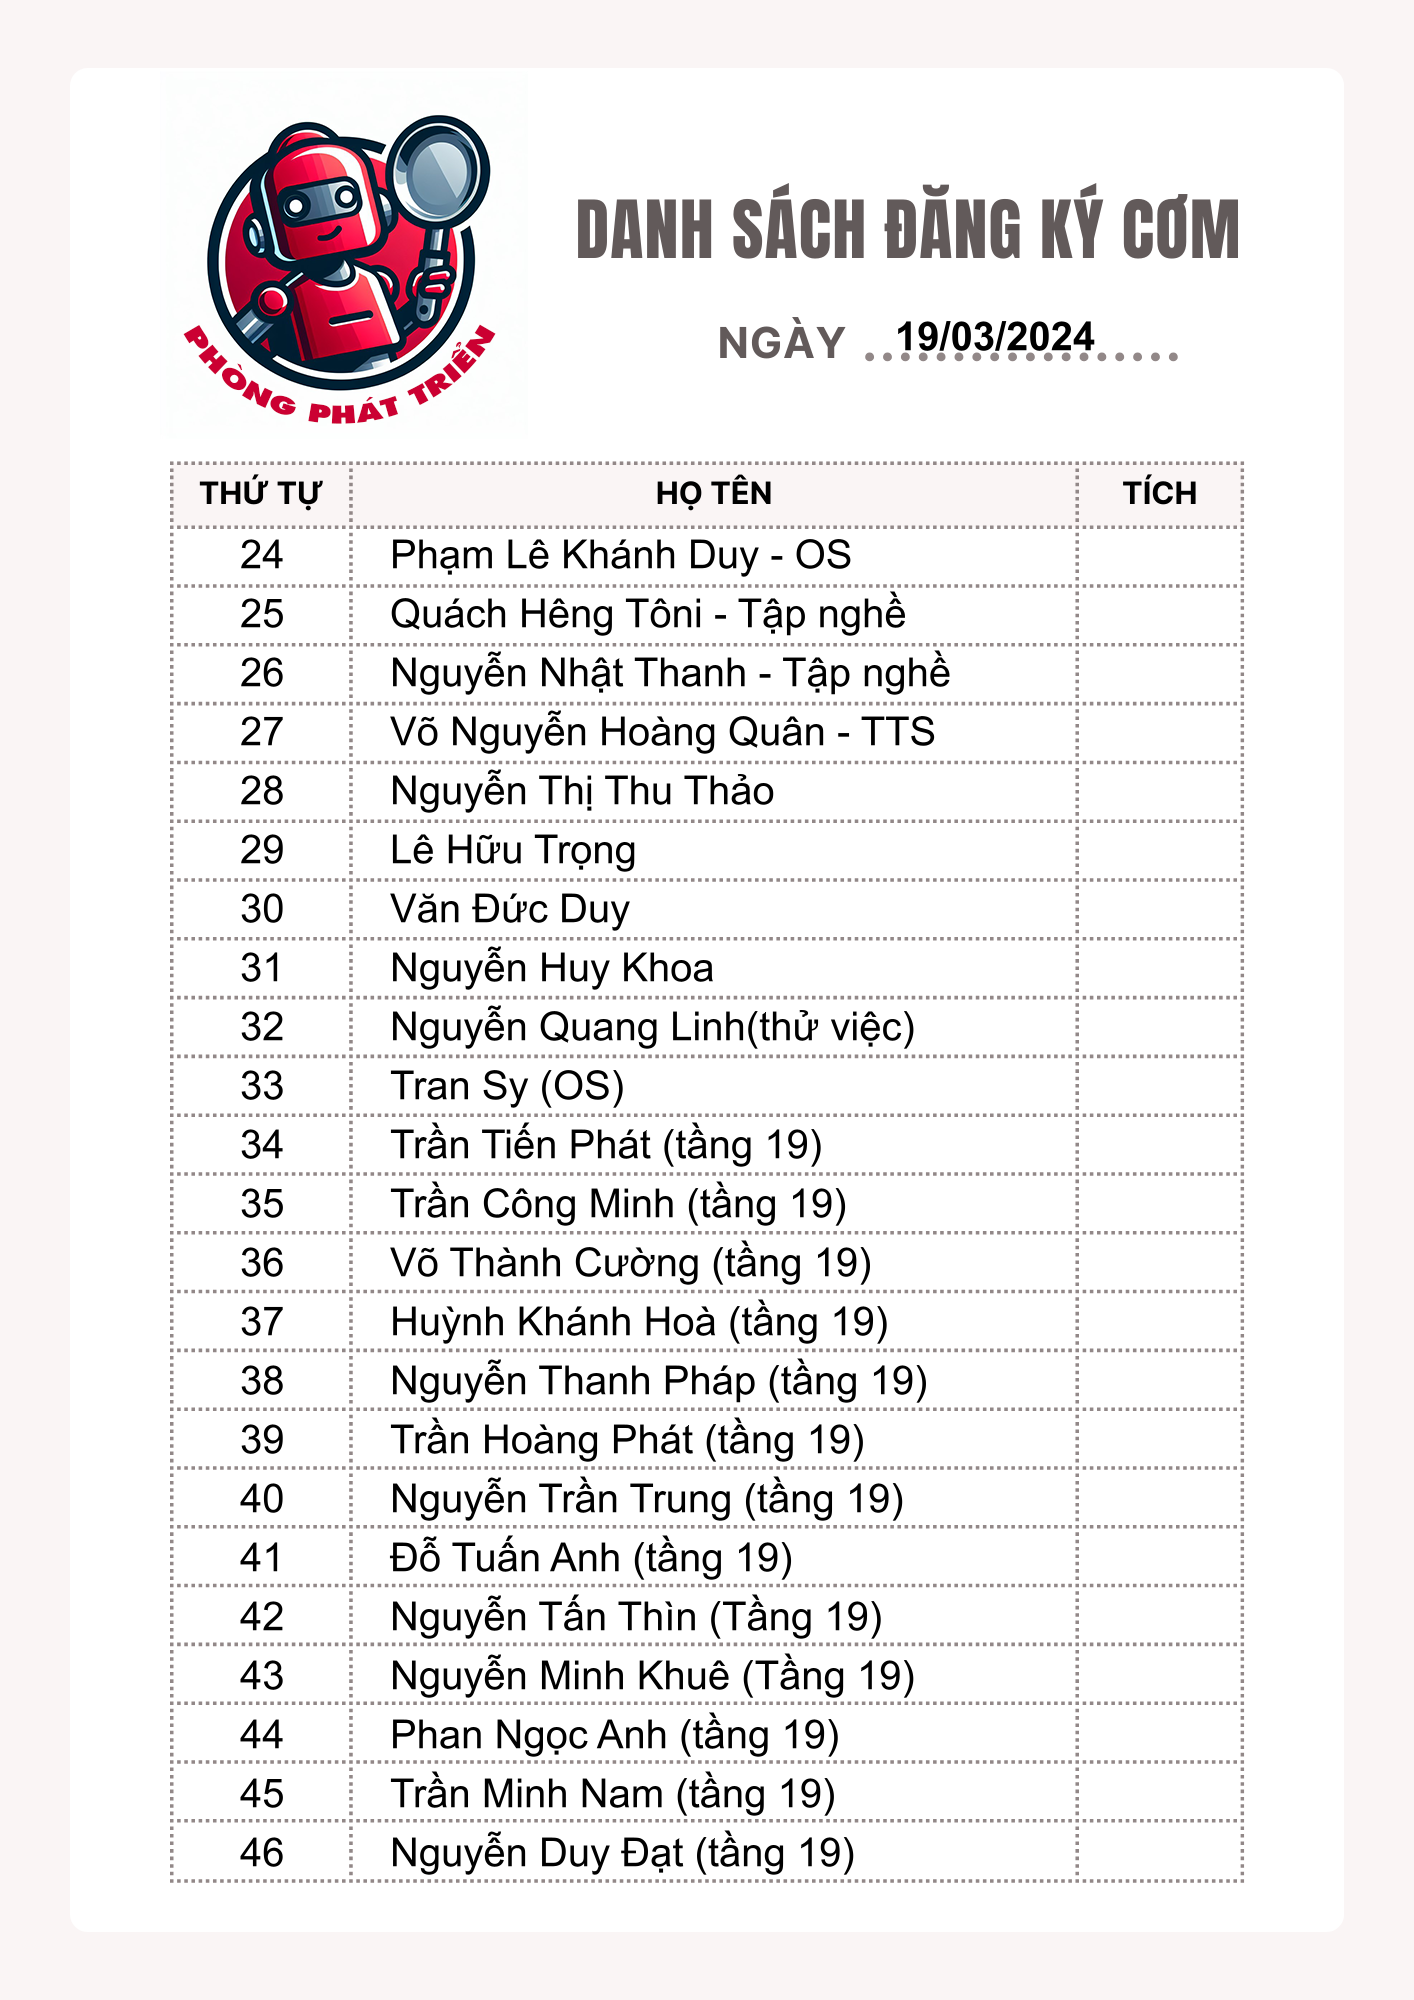 PHÒNG PHÁT TRIỂN
DANH SÁCH ĐĂNG KÝ CƠM
NGÀY 19/03/2024
THỨ TỰ HỌ TÊN TÍCH
24 Phạm Lê Khánh Duy - OS
25 Quách Hêng Tôni - Tập nghề
26 Nguyễn Nhật Thanh - Tập nghề
27 Võ Nguyễn Hoàng Quân - TTS
28 Nguyễn Thị Thu Thảo
29 Lê Hữu Trọng
30 Văn Đức Duy
31 Nguyễn Huy Khoa
32 Nguyễn Quang Linh(thử việc)
33 Tran Sy (OS)
34 Trần Tiến Phát (tầng 19)
35 Trần Công Minh (tầng 19)
36 Võ Thành Cường (tầng 19)
37 Huỳnh Khánh Hoà (tầng 19)
38 Nguyễn Thanh Pháp (tầng 19)
39 Trần Hoàng Phát (tầng 19)
40 Nguyễn Trần Trung (tầng 19)
41 Đỗ Tuấn Anh (tầng 19)
42 Nguyễn Tấn Thìn (Tầng 19)
43 Nguyễn Minh Khuê (Tầng 19)
44 Phan Ngọc Anh (tầng 19)
45 Trần Minh Nam (tầng 19)
46 Nguyễn Duy Đạt (tầng 19)